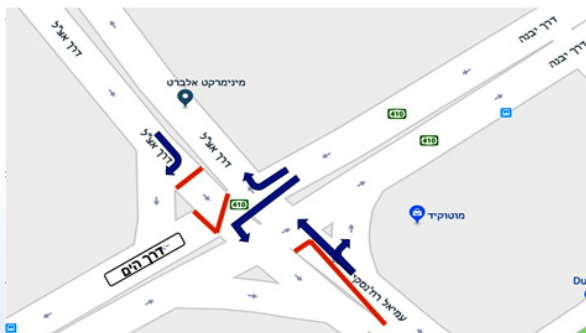 דרך אצ"ל
דרך יבנה
דרך יבנה
מינימרקט אלברט
410
410
דרך אצ"ל
דרך אצ"ל
410
מוטוקיד
דרך הים
עמיאל רוז'נסקי
Du